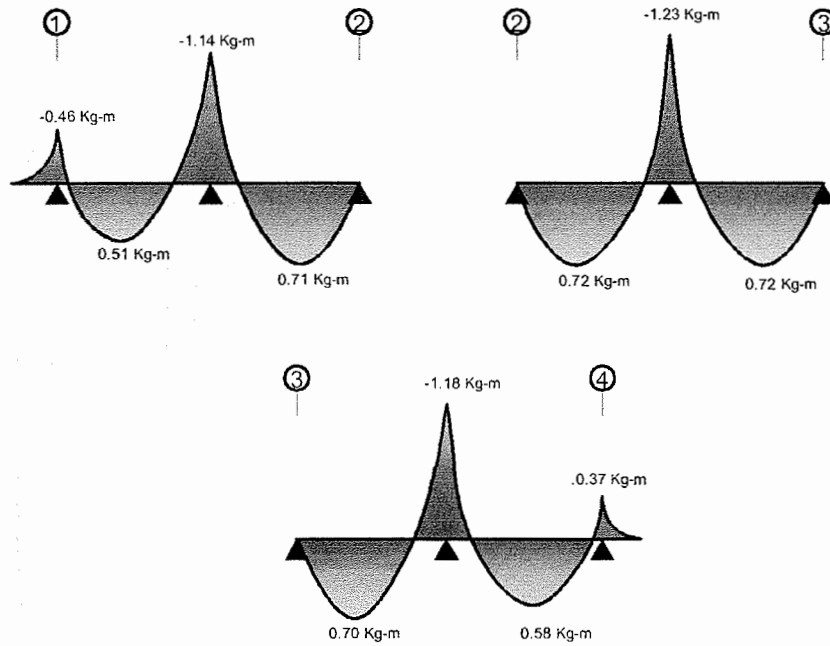 1
2
2
3
-1.14 Kg-m
-1.23 Kg-m
-0.46 Kg-m
0.51 Kg-m
0.71 Kg-m
0.72 Kg-m
0.72 Kg-m
3
4
-1.18 Kg-m
.0.37 Kg-m
0.70 Kg-m
0.58 Kg-m